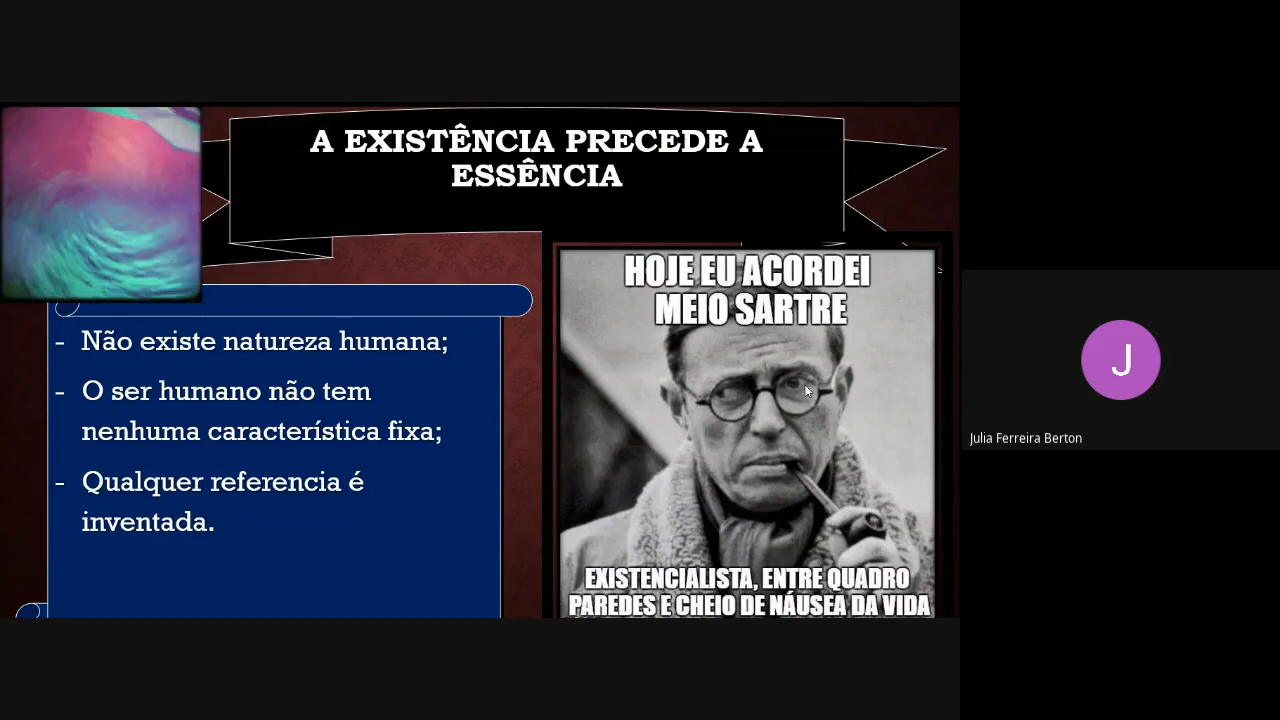 A EXISTÊNCIA PRECEDE A
ESSÊNCIA
- Não existe natureza humana;
- O ser humano não tem
nenhuma característica fixa;
- Qualquer referencia é
inventada.
HOJE EU ACORDEI
MEIO SARTRE
EXISTENCIALISTA, ENTRE QUADRO
PAREDES E CHEIO DE NÁUSEA DA VIDA
J
Julia Ferreira Berton